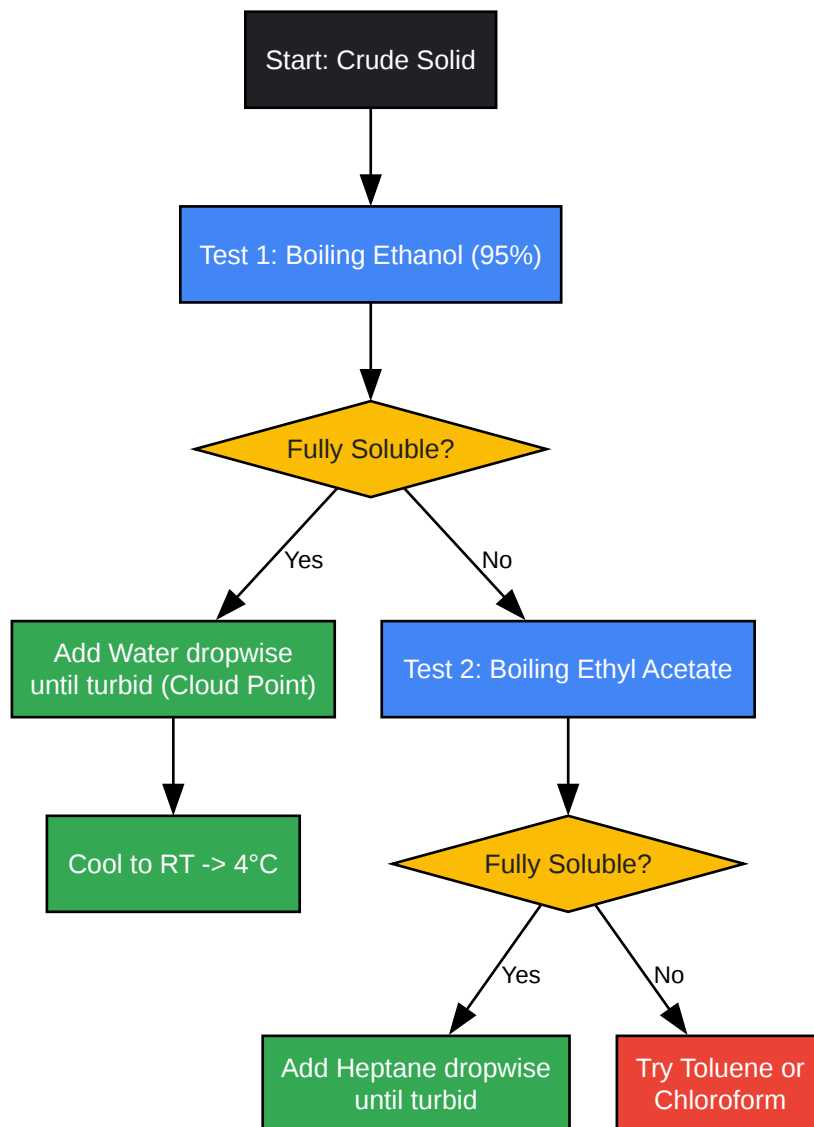 Start: Crude Solid
Test 1: Boiling Ethanol (95%)
Fully Soluble?
Yes
No
Add Water dropwise
until turbid (Cloud Point)
Test 2: Boiling Ethyl Acetate
Cool to RT -> 4°C
Fully Soluble?
Yes
No
Add Heptane dropwise
until turbid
Try Toluene or
Chloroform